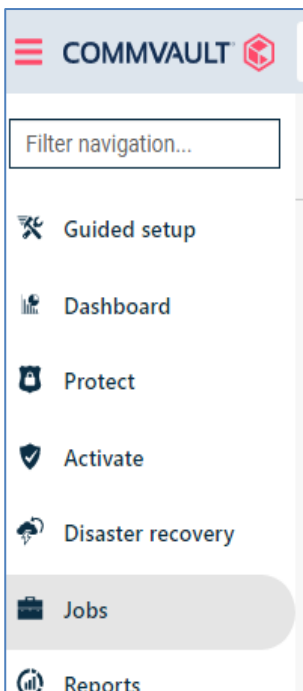 COMMVAULT
Filter navigation...
Guided setup
Dashboard
Protect
Activate
Disaster recovery
Jobs
Reports